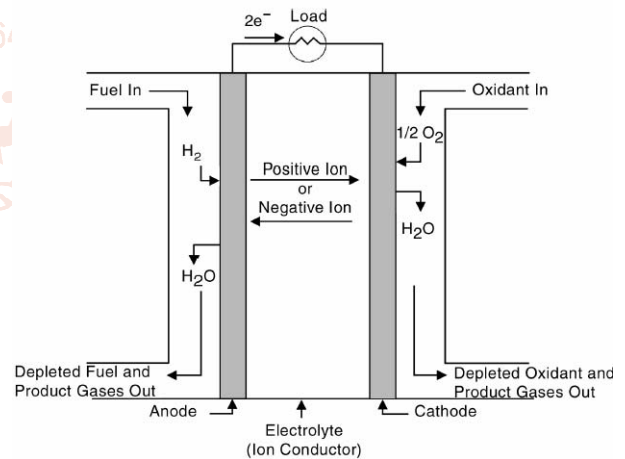 2e⁻
Load
Fuel In
Oxidant In
H₂
1/2 O₂
Positive Ion
or
Negative Ion
H₂O
H₂O
Depleted Fuel and
Product Gases Out
Depleted Oxidant and
Product Gases Out
Anode
Cathode
Electrolyte
(Ion Conductor)